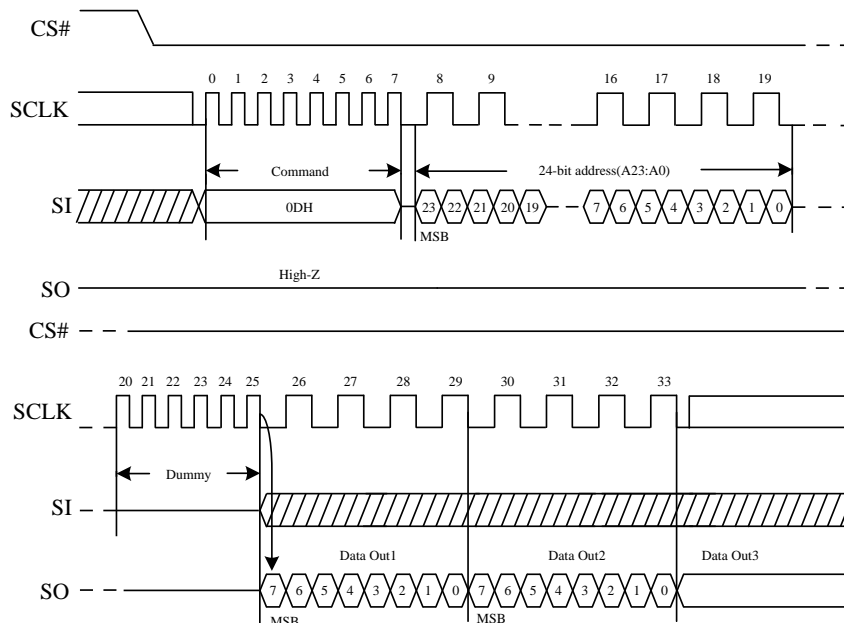 CS#
0 1 2 3 4 5 6 7 8 9 16 17 18 19
SCLK
Command 24-bit address(A23:A0)
SI 0DH 23 22 21 20 19 7 6 5 4 3 2 1 0
MSB
High-Z
SO
CS#
20 21 22 23 24 25 26 27 28 29 30 31 32 33
SCLK
Dummy
SI
Data Out1 Data Out2 Data Out3
SO 7 6 5 4 3 2 1 0 7 6 5 4 3 2 1 0
MSB MSB